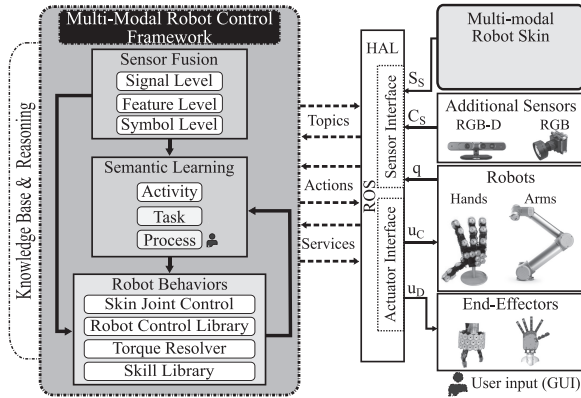 Multi-Modal Robot Control
Framework
Sensor Fusion
Signal Level
Feature Level
Symbol Level
Semantic Learning
Activity
Task
Process
Robot Behaviors
Skin Joint Control
Robot Control Library
Torque Resolver
Skill Library
Knowledge Base & Reasoning
Topics
Actions
Services
HAL
ROS
Sensor Interface
Actuator Interface
S_S
C_S
q
u_C
u_D
Multi-modal
Robot Skin
Additional Sensors
RGB-D RGB
Robots
Hands Arms
End-Effectors
User input (GUI)